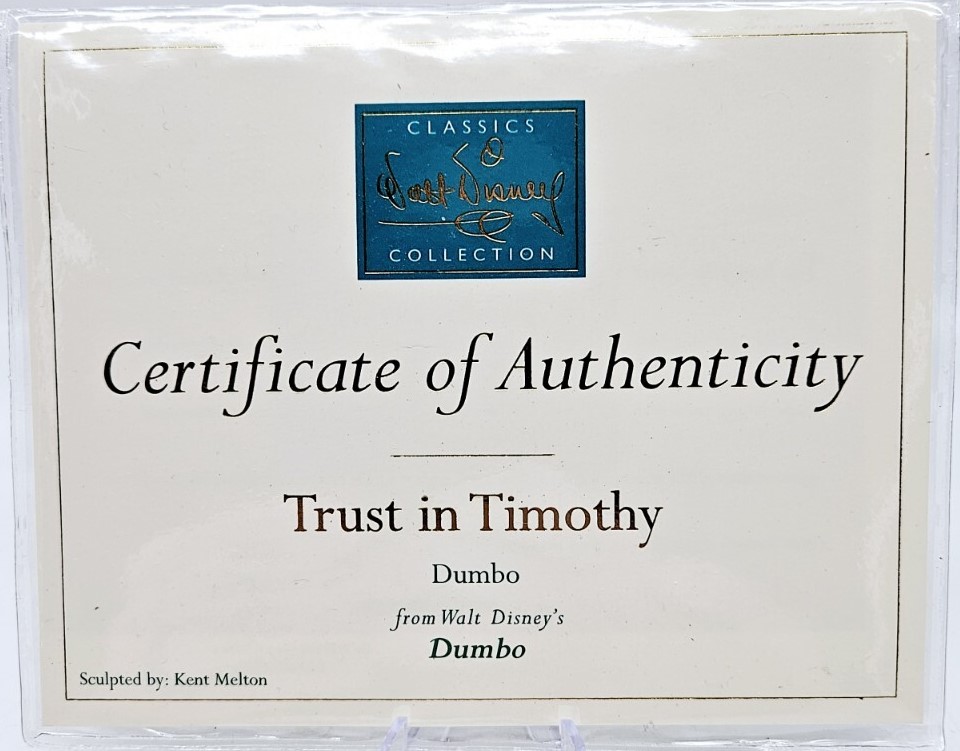 CLASSICS
Walt Disney
COLLECTION
Certificate of Authenticity
Trust in Timothy
Dumbo
from Walt Disney's
Dumbo
Sculpted by: Kent Melton